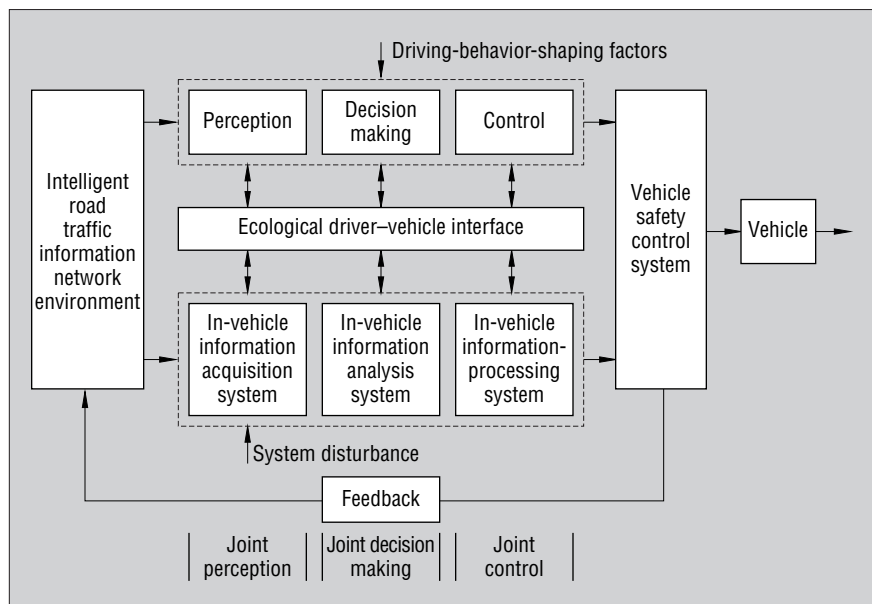 Driving-behavior-shaping factors
Perception
Decision
making
Control
Intelligent
road
traffic
information
network
environment
Ecological driver–vehicle interface
Vehicle
safety
control
system
Vehicle
In-vehicle
information
acquisition
system
In-vehicle
information
analysis system
In-vehicle
information-
processing system
System disturbance
Feedback
Joint
perception
Joint decision
making
Joint
control